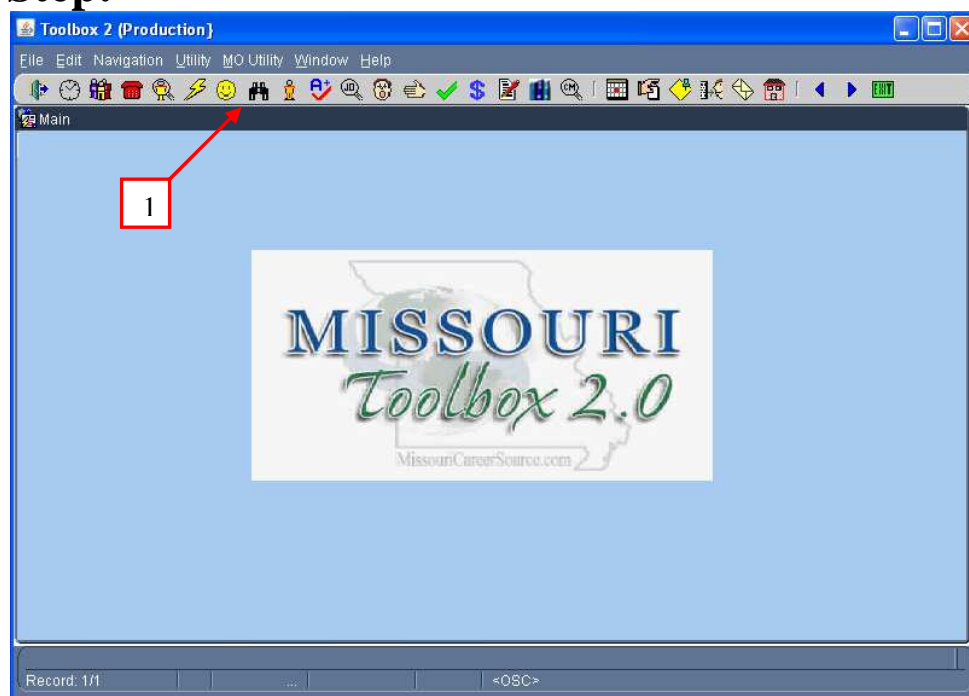 Step:
Toolbox 2 (Production}
File Edit Navigation Utility MO Utility Window Help
EXIT
Main
1
MISSOURI
Toolbox 2.0
MissouriCareerSource.com
Record: 1/1 ... <OSC>